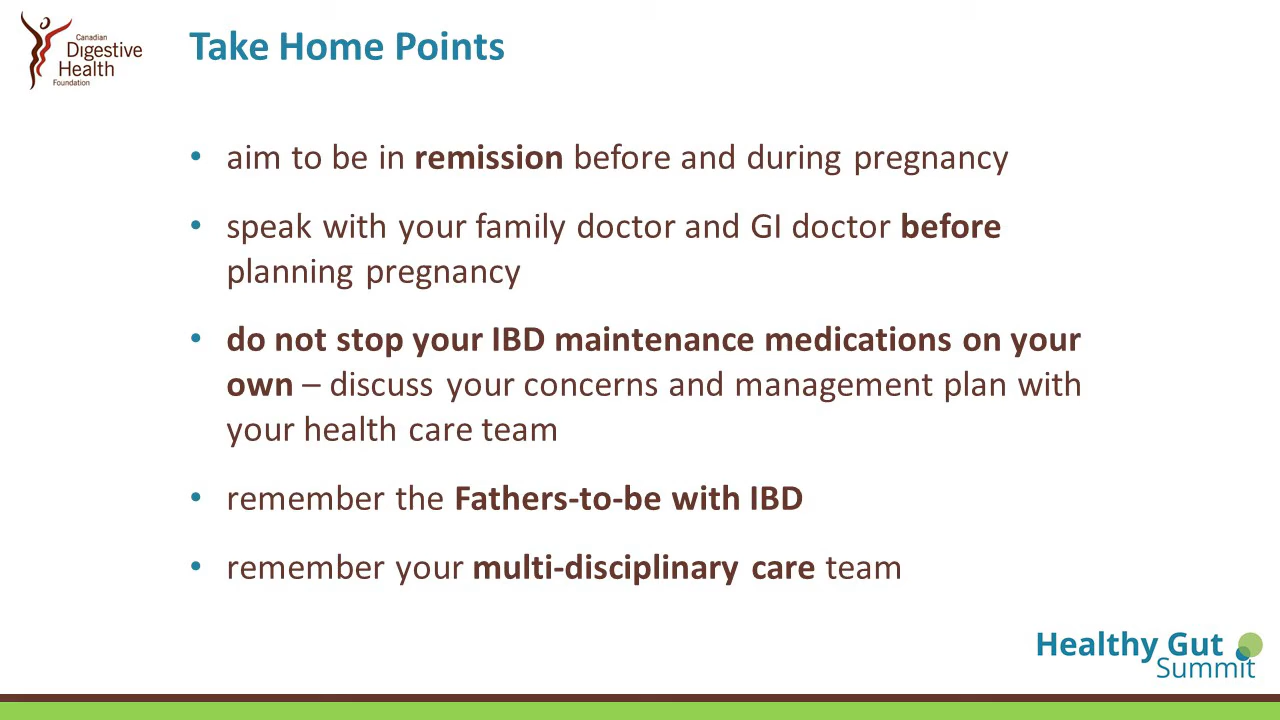 Canadian
Digestive
Health
Foundation
Take Home Points
• aim to be in remission before and during pregnancy
• speak with your family doctor and GI doctor before
planning pregnancy
• do not stop your IBD maintenance medications on your
own – discuss your concerns and management plan with
your health care team
• remember the Fathers-to-be with IBD
• remember your multi-disciplinary care team
Healthy Gut
Summit